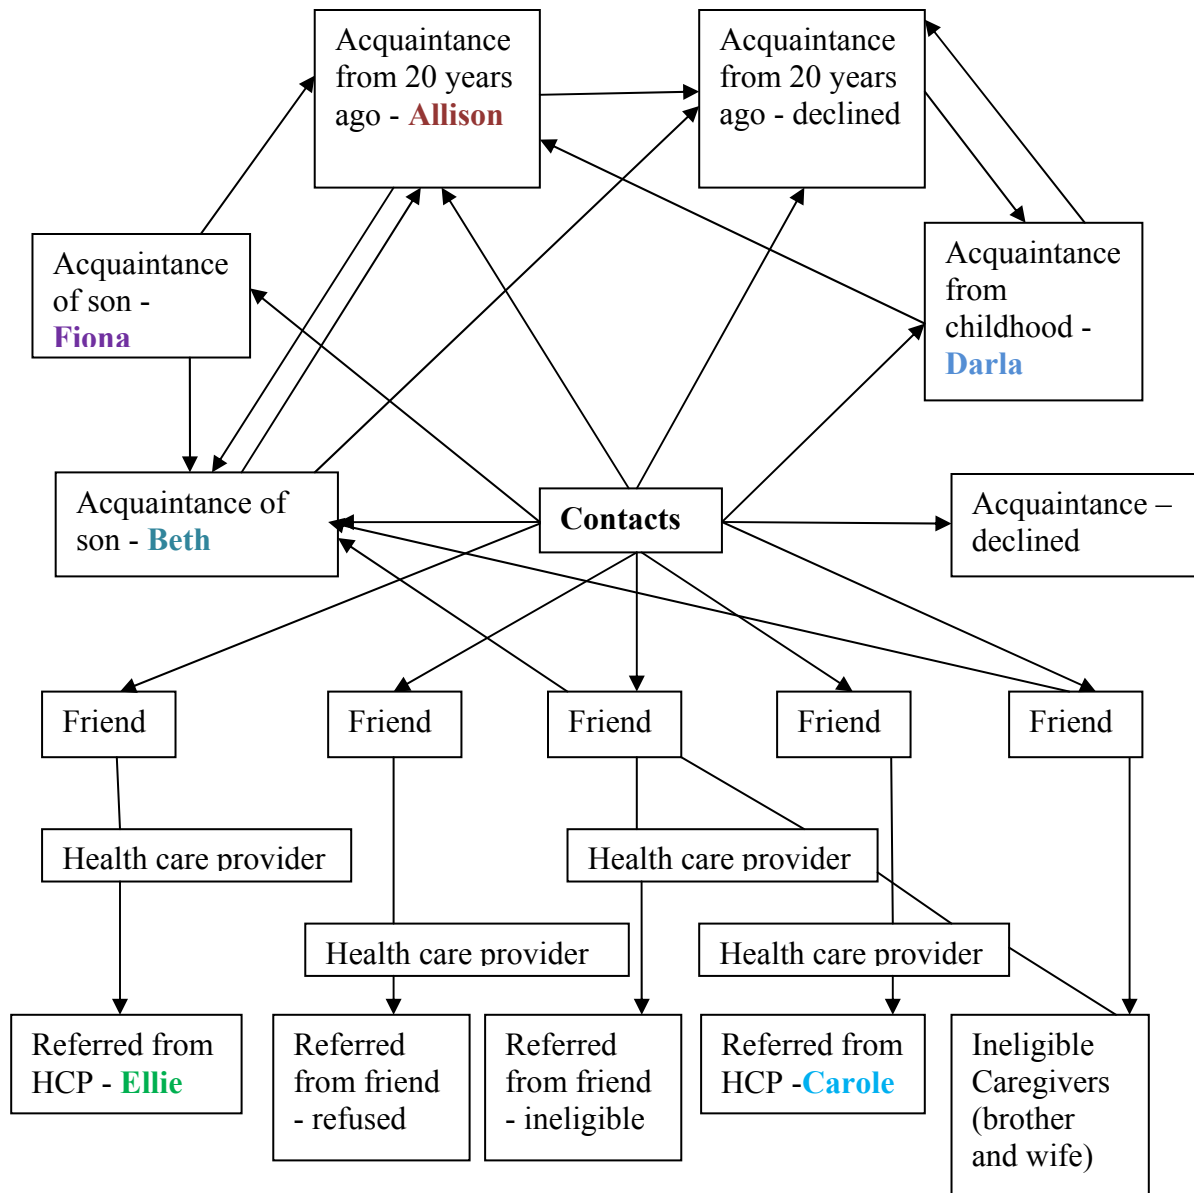 Acquaintance
from 20 years
ago - Allison
Acquaintance
from 20 years
ago - declined
Acquaintance
of son -
Fiona
Acquaintance
from
childhood -
Darla
Acquaintance of
son - Beth
Contacts
Acquaintance –
declined
Friend
Friend
Friend
Friend
Friend
Health care provider
Health care provider
Health care provider
Health care provider
Referred from
HCP - Ellie
Referred
from friend
- refused
Referred
from friend
- ineligible
Referred from
HCP -Carole
Ineligible
Caregivers
(brother
and wife)